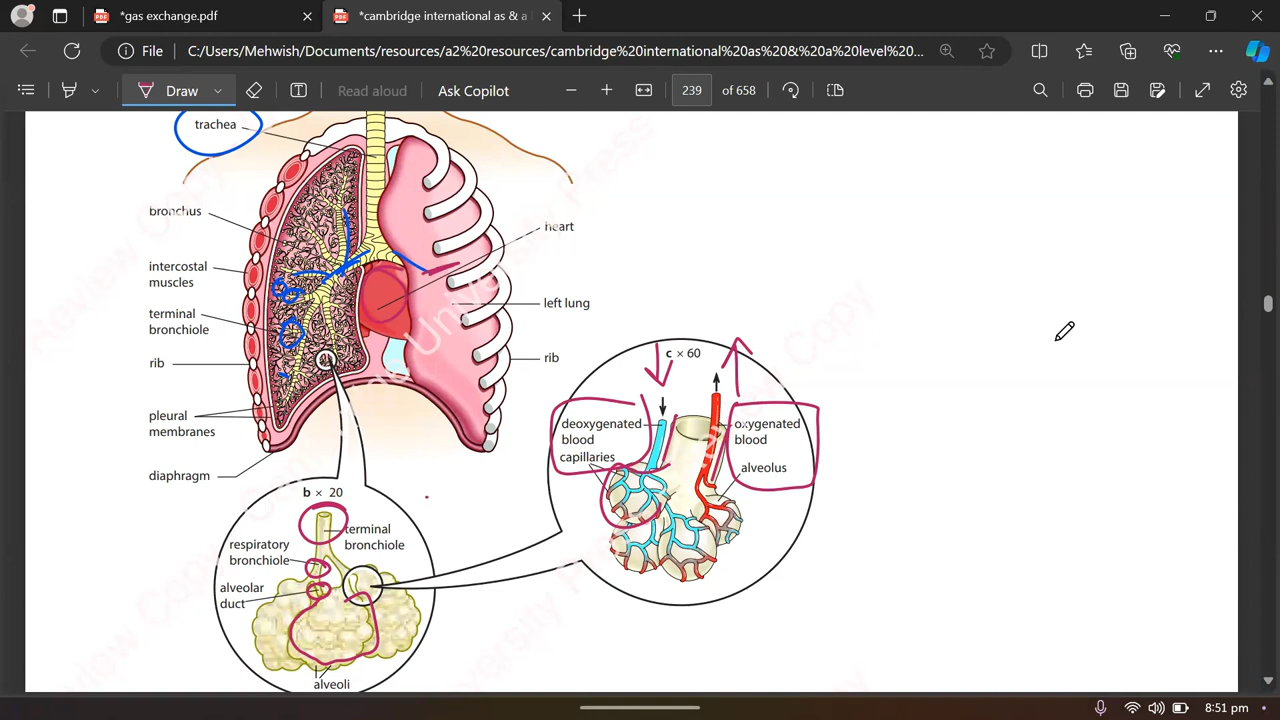 *gas exchange.pdf
*cambridge international as & a l
File
C:/Users/Mehwish/Documents/resources/a2%20resources/cambridge%20international%20as%20&%20a%20level%20...
Draw
Read aloud
Ask Copilot
239 of 658
trachea
bronchus
heart
intercostal
muscles
left lung
terminal
bronchiole
rib
rib
c × 60
pleural
membranes
deoxygenated
blood
capillaries
oxygenated
blood
alveolus
diaphragm
b × 20
terminal
bronchiole
respiratory
bronchiole
alveolar
duct
alveoli
8:51 pm